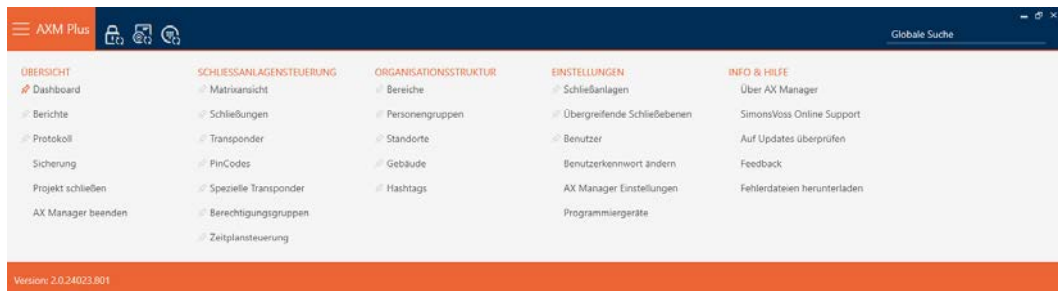 AXM Plus
Globale Suche
ÜBERSICHT
Dashboard
Berichte
Protokoll
Sicherung
Projekt schließen
AX Manager beenden
SCHLIESSANLAGENSTEUERUNG
Matrixansicht
Schließungen
Transponder
PinCodes
Spezielle Transponder
Berechtigungsgruppen
Zeitplansteuerung
ORGANISATIONSSTRUKTUR
Bereiche
Personengruppen
Standorte
Gebäude
Hashtags
EINSTELLUNGEN
Schließanlagen
Übergreifende Schließebenen
Benutzer
Benutzerkennwort ändern
AX Manager Einstellungen
Programmiergeräte
INFO & HILFE
Über AX Manager
SimonsVoss Online Support
Auf Updates überprüfen
Feedback
Fehlerdateien herunterladen
Version: 2.0.24023.801